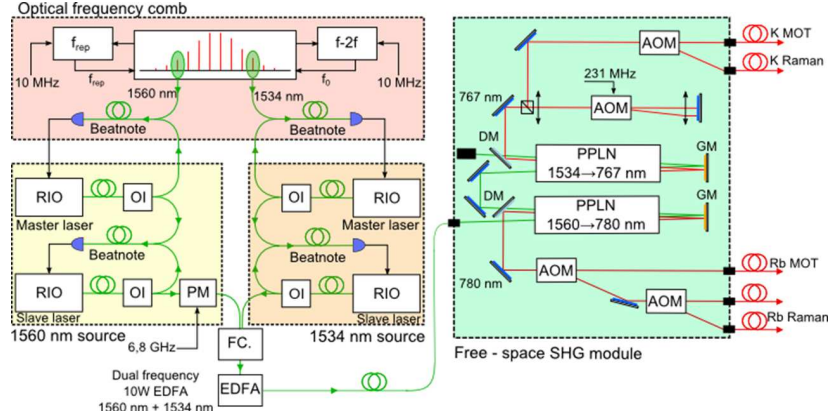 Optical frequency comb
f_rep
f-2f
10 MHz
f_rep
f_0
10 MHz
1560 nm
1534 nm
Beatnote
Beatnote
RIO
OI
OI
RIO
Master laser
Master laser
Beatnote
Beatnote
RIO
OI
PM
OI
RIO
Slave laser
Slave laser
1560 nm source
1534 nm source
6,8 GHz
FC.
Dual frequency
10W EDFA
1560 nm + 1534 nm
EDFA
K MOT
AOM
K Raman
231 MHz
767 nm
AOM
DM
PPLN
1534→767 nm
GM
DM
PPLN
1560→780 nm
GM
780 nm
AOM
Rb MOT
AOM
Rb Raman
Free - space SHG module